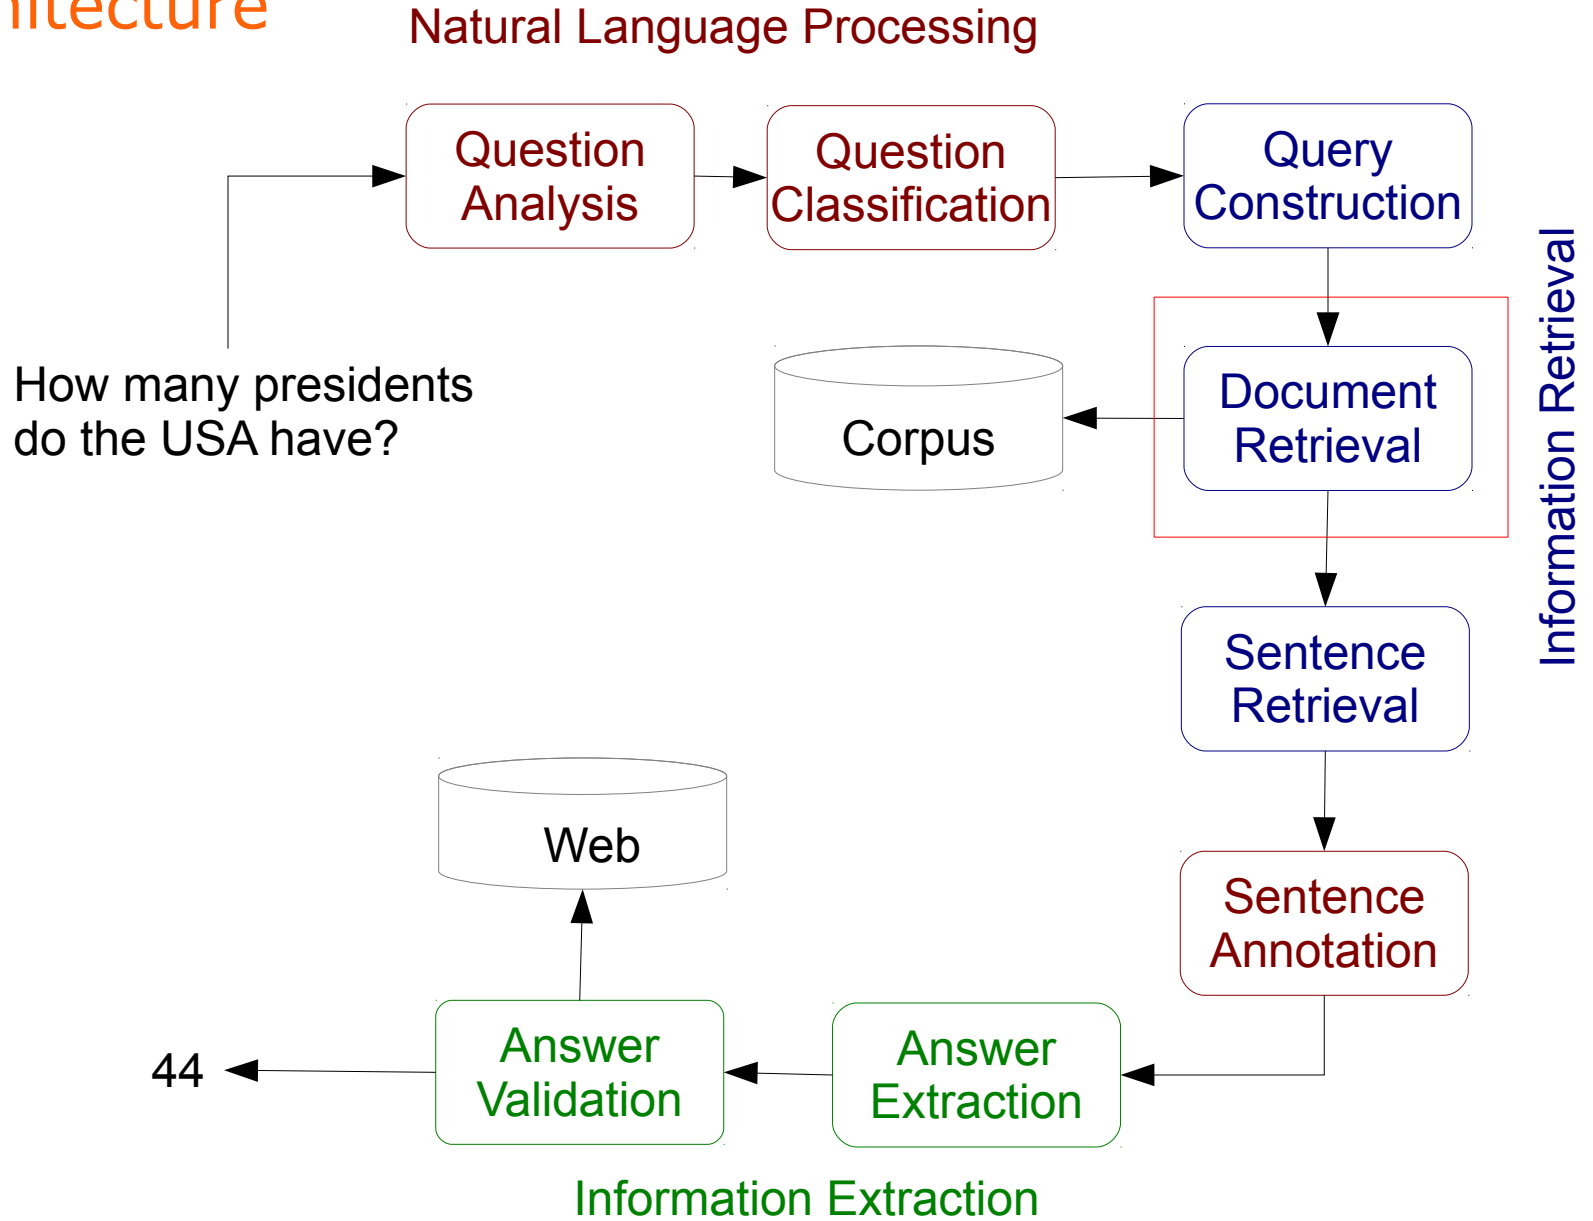 Natural Language Processing
Question
Analysis
Question
Classification
Query
Construction
How many presidents
do the USA have?
Corpus
Document
Retrieval
Information Retrieval
Sentence
Retrieval
Web
Sentence
Annotation
44
Answer
Validation
Answer
Extraction
Information Extraction